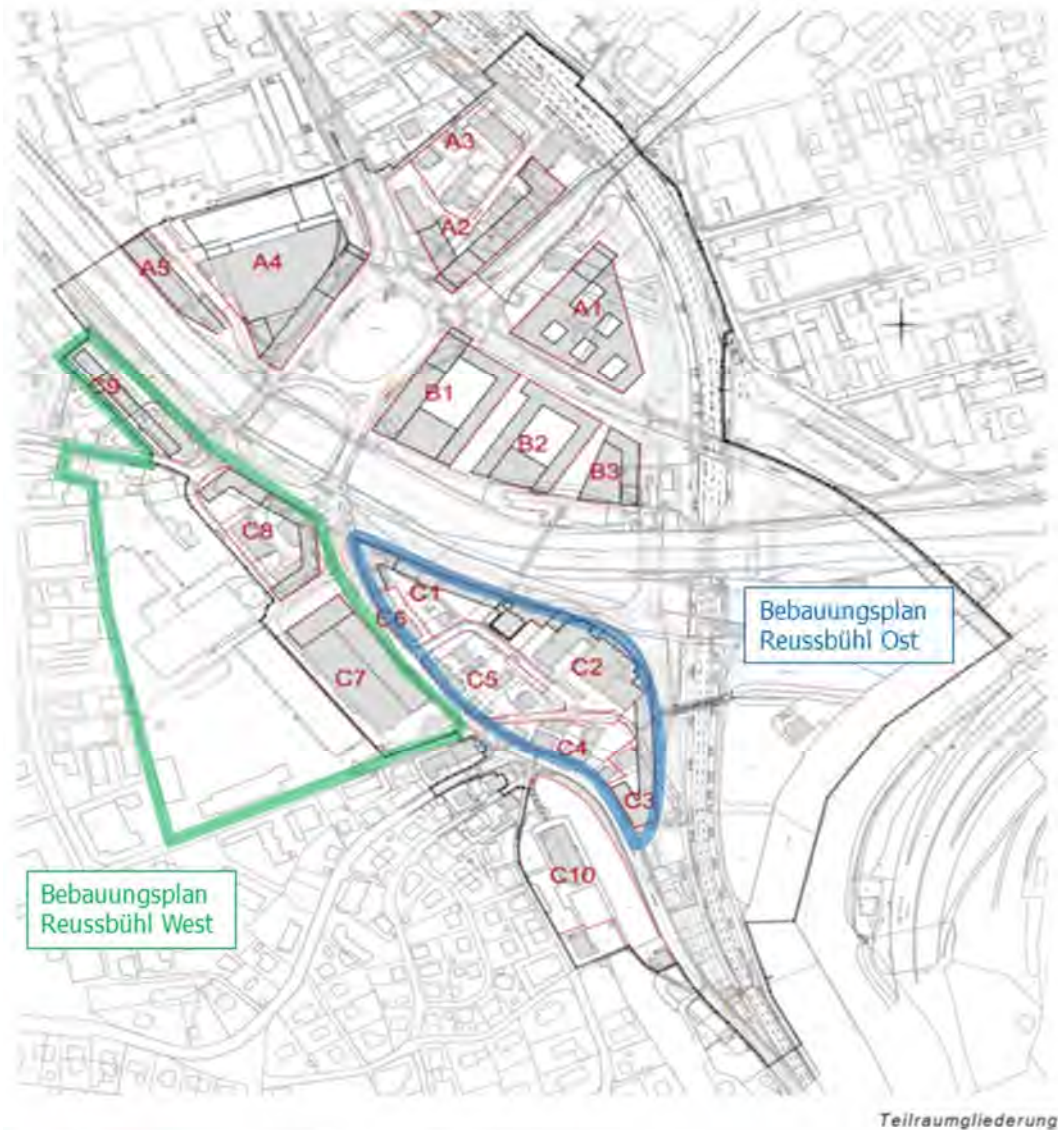 A3
A2
A5
A4
A1
C9
B1
B2
B3
C8
C1
C6
Bebauungsplan
Reussbühl Ost
C2
C7
C5
C4
C3
C10
Bebauungsplan
Reussbühl West
Teilraumgliederung